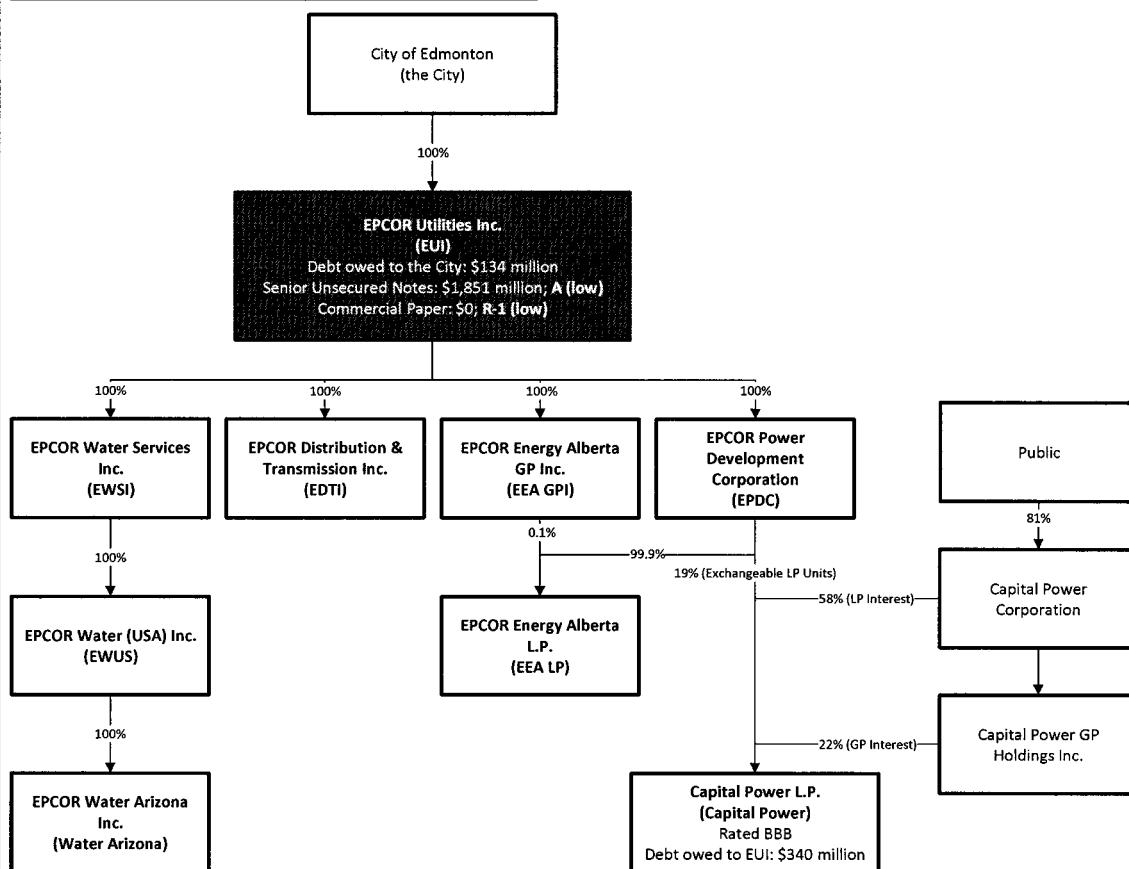 City of Edmonton
(the City)
100%
EPCOR Utilities Inc.
(EUI)
Debt owed to the City: $134 million
Senior Unsecured Notes: $1,851 million; A (low)
Commercial Paper: $0; R-1 (low)
100%
100%
100%
100%
EPCOR Water Services
Inc.
(EWSI)
EPCOR Distribution &
Transmission Inc.
(EDTI)
EPCOR Energy Alberta
GP Inc.
(EEA GPI)
EPCOR Power
Development
Corporation
(EPDC)
Public
81%
0.1%
99.9%
100%
19% (Exchangeable LP Units)
58% (LP Interest)
Capital Power
Corporation
EPCOR Water (USA) Inc.
(EWUS)
EPCOR Energy Alberta
L.P.
(EEA LP)
100%
22% (GP Interest)
Capital Power GP
Holdings Inc.
EPCOR Water Arizona
Inc.
(Water Arizona)
Capital Power L.P.
(Capital Power)
Rated BBB
Debt owed to EUI: $340 million